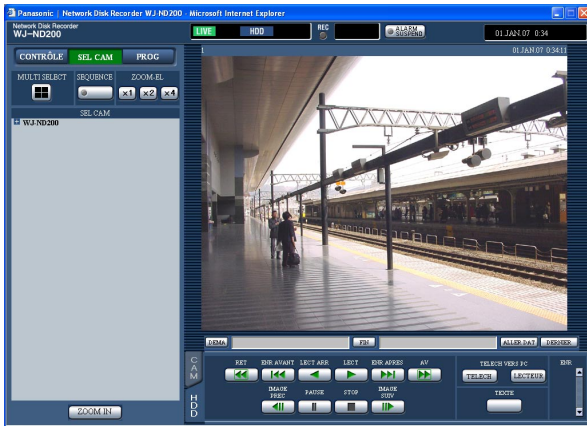 Panasonic | Network Disk Recorder WJ-ND200 - Microsoft Internet Explorer
Network Disk Recorder
WJ-ND200
LIVE HDD REC ALARM SUSPEND 01.JAN.07 0:34
CONTRÔLE SEL CAM PROG
1 01.JAN.07 0:34:11
MULTI SELECT SEQUENCE ZOOM-EL
x1 x2 x4
SEL CAM
WJ-ND200
DEMA FIN ALLER DAT DERNIER
CAM
RET ENR AVANT LECT ARR LECT ENR APRES AV TELECH VERS PC ENR
TELECH LECTEUR
HDD
IMAGE PREC PAUSE STOP IMAGE SUIV TEXTE
ZOOM IN